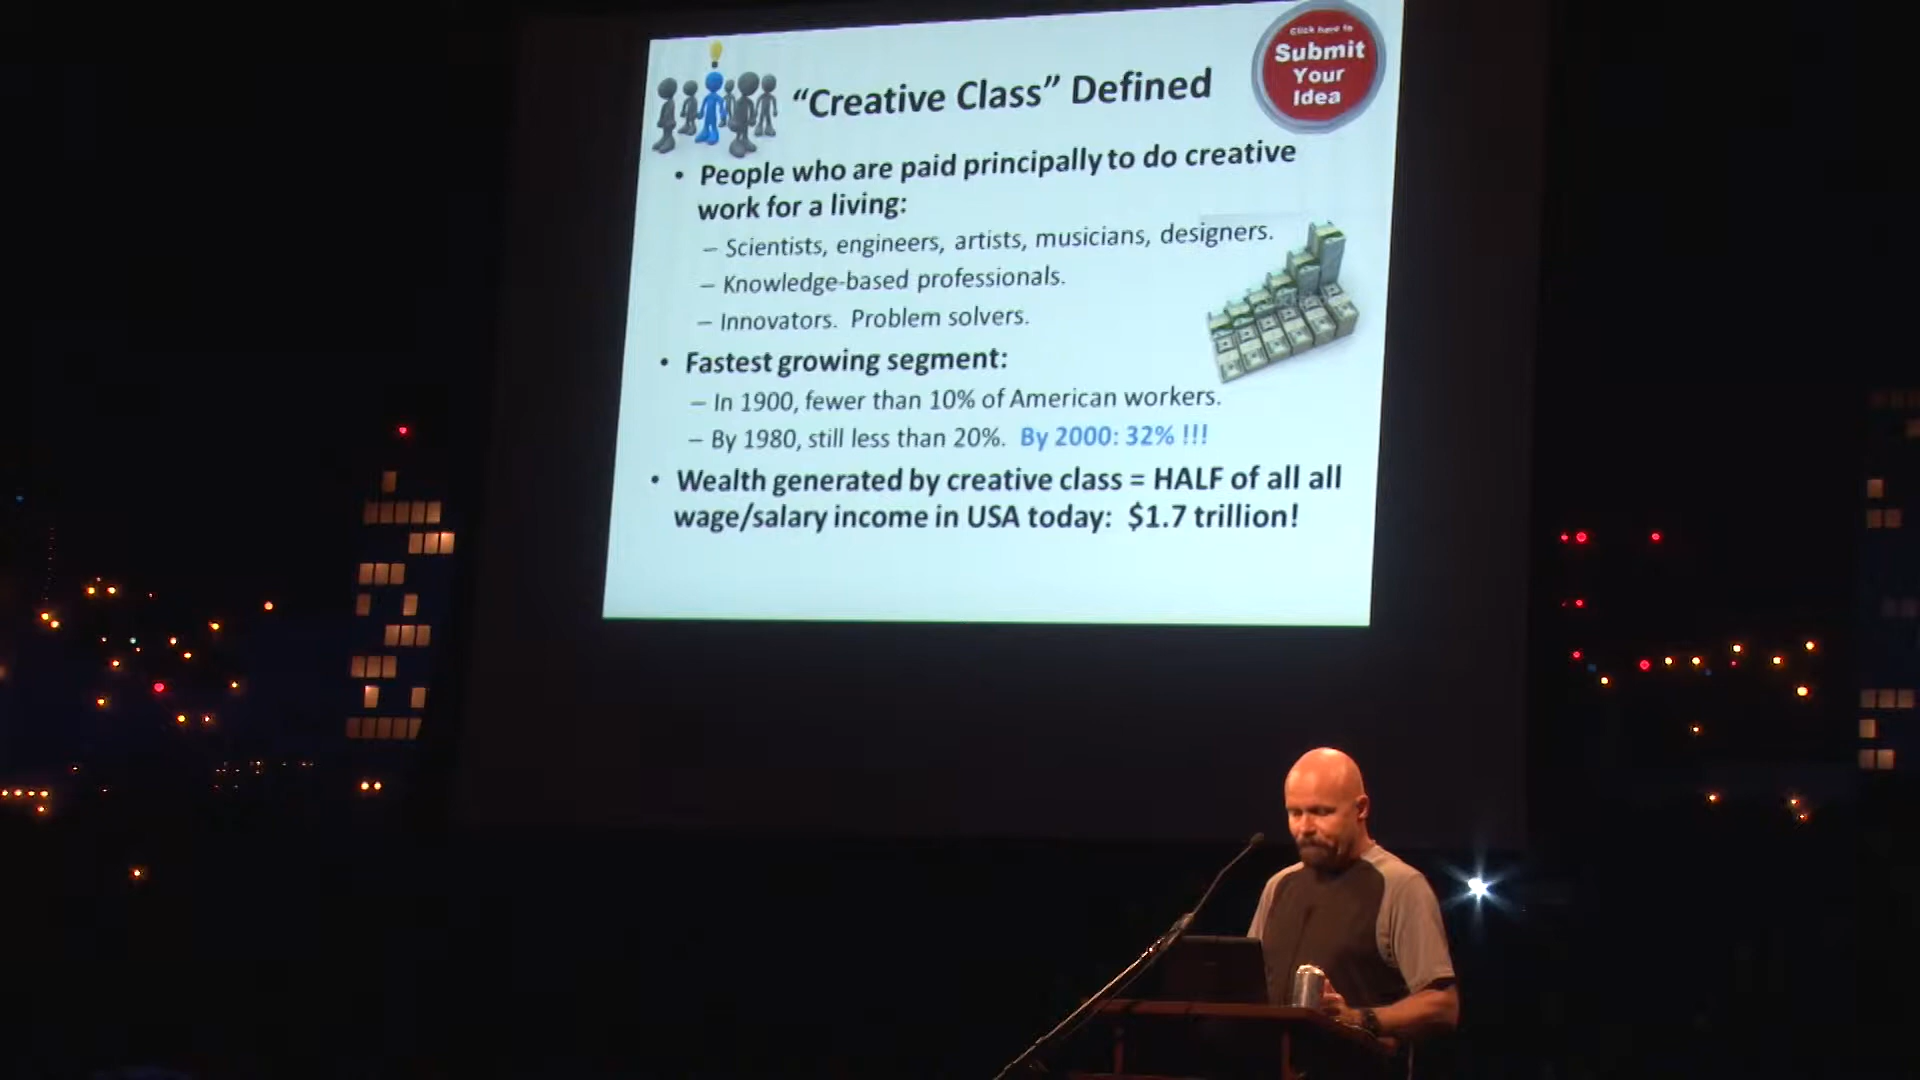 Click here to
Submit
Your
Idea
“Creative Class” Defined
• People who are paid principally to do creative
work for a living:
– Scientists, engineers, artists, musicians, designers.
– Knowledge-based professionals.
– Innovators. Problem solvers.
• Fastest growing segment:
– In 1900, fewer than 10% of American workers.
– By 1980, still less than 20%. By 2000: 32% !!!
• Wealth generated by creative class = HALF of all all
wage/salary income in USA today: $1.7 trillion!